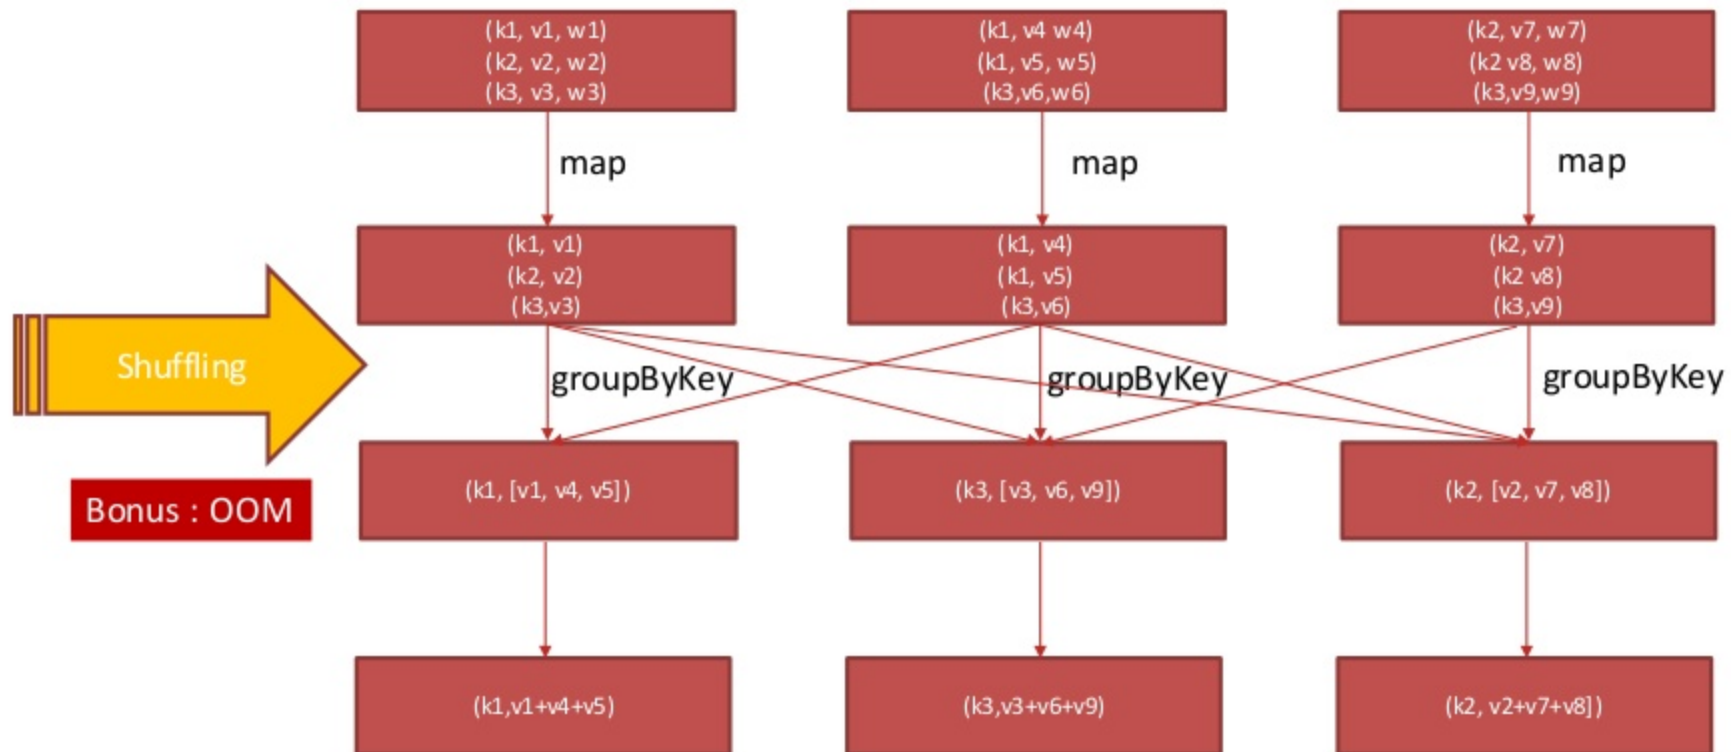 (k1, v1, w1)
(k2, v2, w2)
(k3, v3, w3)
(k1, v4 w4)
(k1, v5, w5)
(k3,v6,w6)
(k2, v7, w7)
(k2 v8, w8)
(k3,v9,w9)
map
map
map
(k1, v1)
(k2, v2)
(k3,v3)
(k1, v4)
(k1, v5)
(k3,v6)
(k2, v7)
(k2 v8)
(k3,v9)
Shuffling
groupByKey
groupByKey
groupByKey
Bonus : OOM
(k1, [v1, v4, v5])
(k3, [v3, v6, v9])
(k2, [v2, v7, v8])
(k1,v1+v4+v5)
(k3,v3+v6+v9)
(k2, v2+v7+v8])